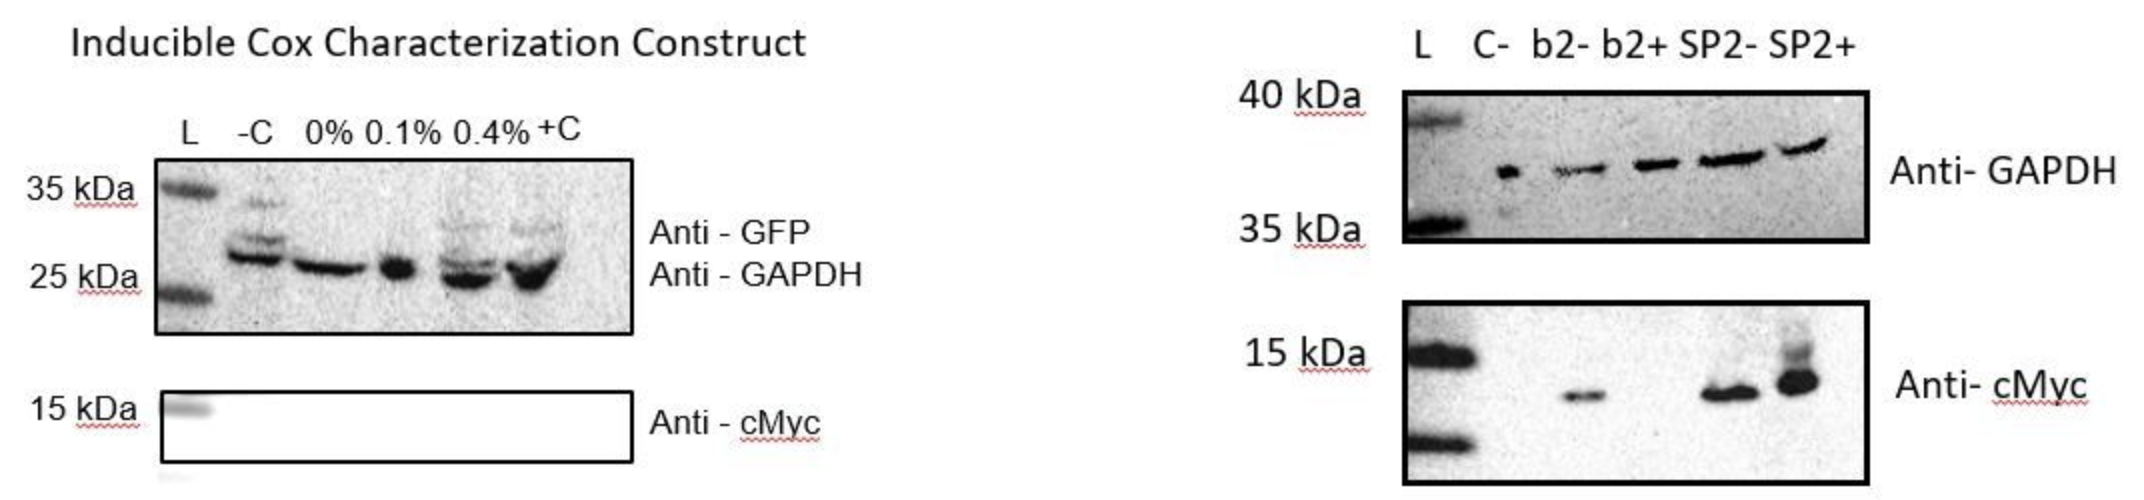 Inducible Cox Characterization Construct
L -C 0% 0.1% 0.4% +C
35 kDa
Anti - GFP
25 kDa
Anti - GAPDH
15 kDa
Anti - cMyc
L C- b2- b2+ SP2- SP2+
40 kDa
Anti- GAPDH
35 kDa
15 kDa
Anti- cMyc